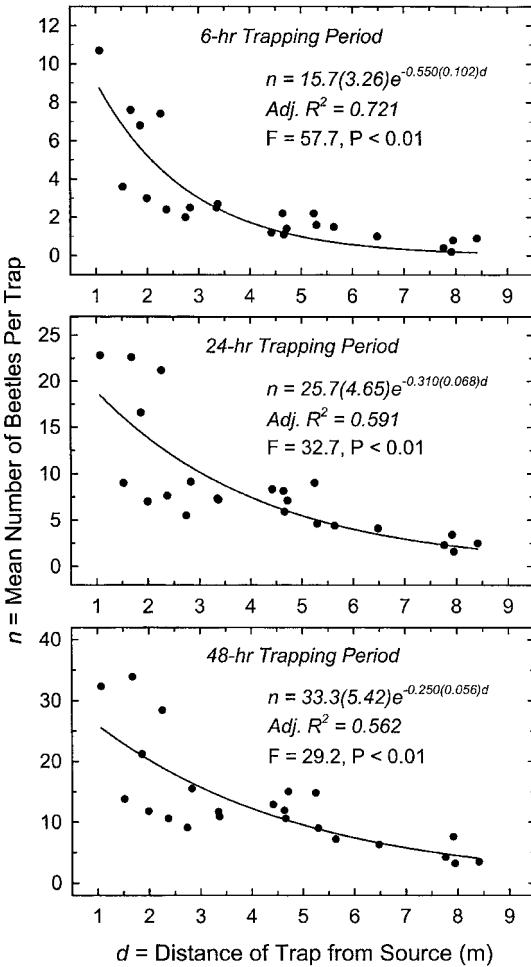 6-hr Trapping Period
n = 15.7(3.26)e^-0.550(0.102)d
Adj. R² = 0.721
F = 57.7, P < 0.01
12
10
8
6
4
2
0
1 2 3 4 5 6 7 8 9
24-hr Trapping Period
n = 25.7(4.65)e^-0.310(0.068)d
Adj. R² = 0.591
F = 32.7, P < 0.01
25
20
15
10
5
0
1 2 3 4 5 6 7 8 9
48-hr Trapping Period
n = 33.3(5.42)e^-0.250(0.056)d
Adj. R² = 0.562
F = 29.2, P < 0.01
40
30
20
10
0
1 2 3 4 5 6 7 8 9
n = Mean Number of Beetles Per Trap
d = Distance of Trap from Source (m)